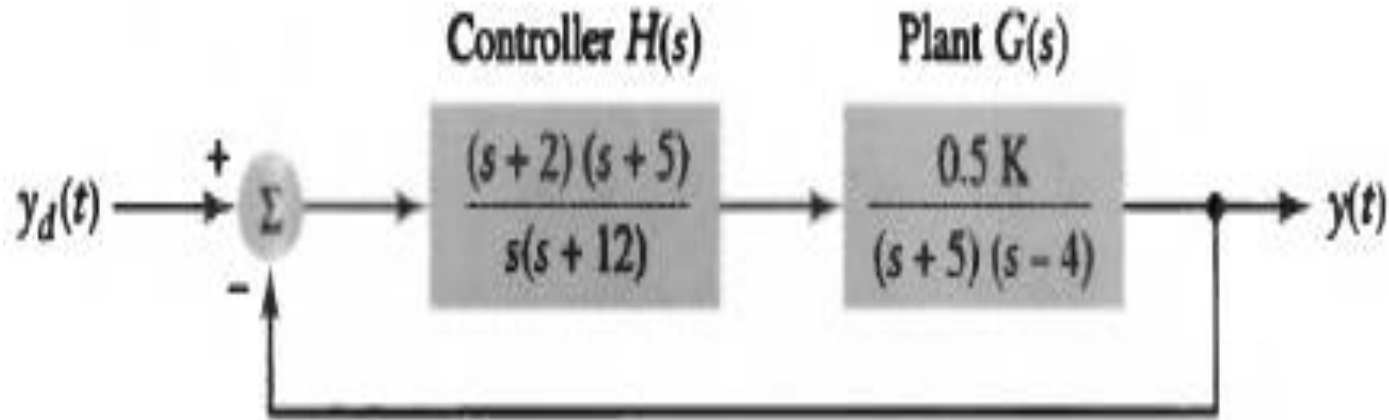 Controller H(s) Plant G(s)
(s + 2) (s + 5)
s(s + 12)
0.5 K
(s + 5) (s − 4)
+
y_d(t)
Σ
−
y(t)